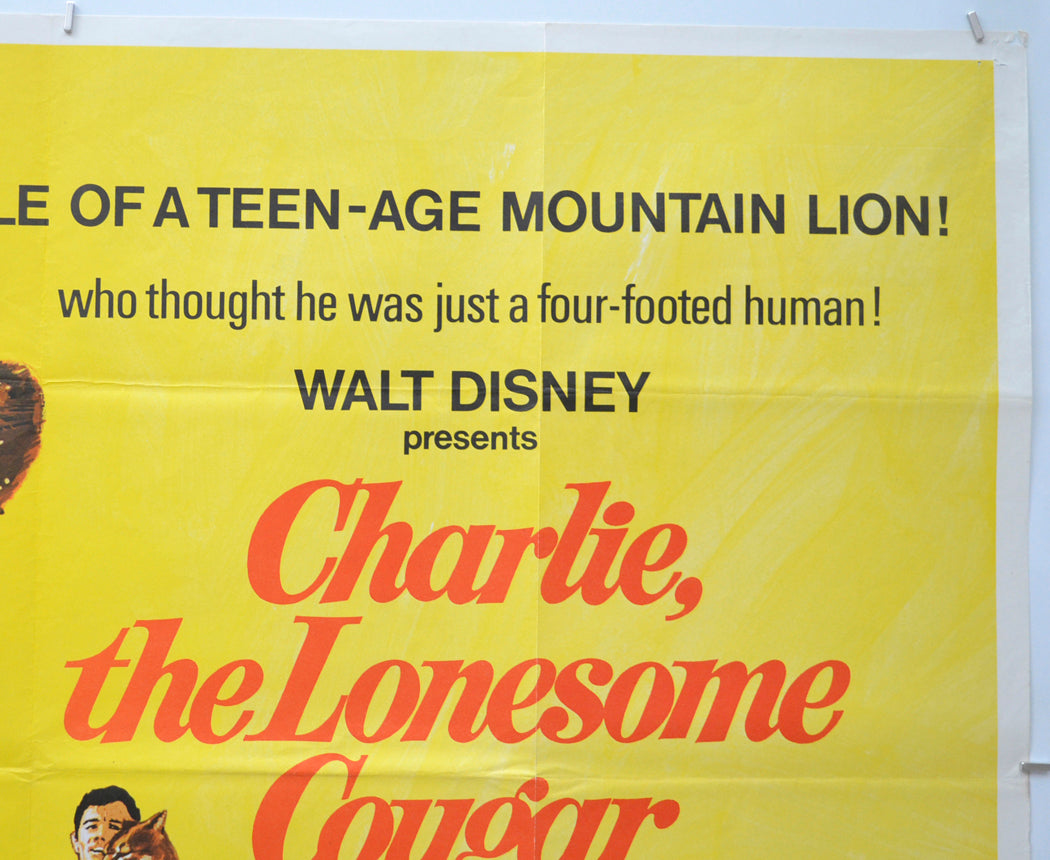 LE OF A TEEN-AGE MOUNTAIN LION!
who thought he was just a four-footed human!
WALT DISNEY
presents
Charlie,
the Lonesome
Cougar